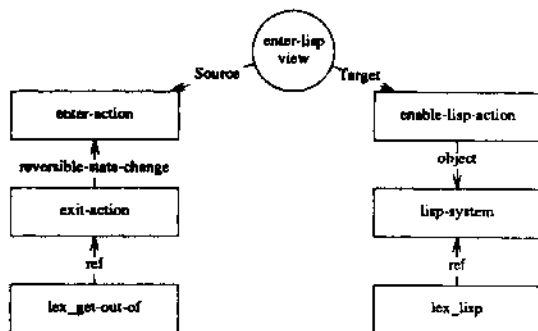 enter-lisp
view
Source
Target
enter-action
enable-lisp-action
reversible-state-change
object
exit-action
lisp-system
ref
ref
lex_get-out-of
lex_lisp